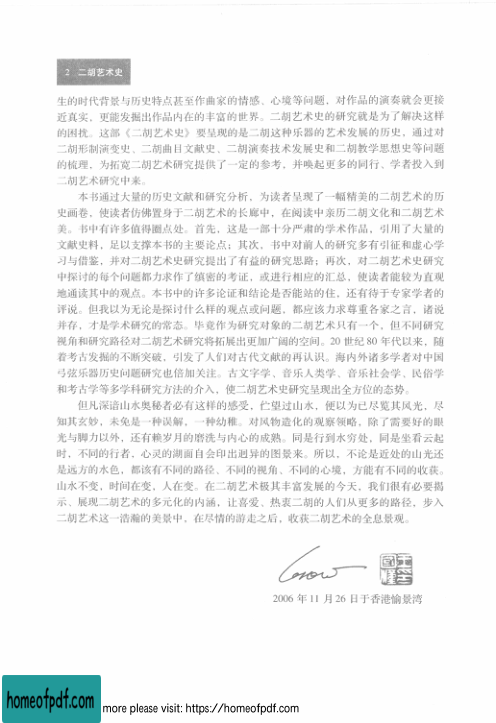 2 二胡艺术史
生的时代背景与历史特点甚至作曲家的情感、心境等问题，对作品的演奏就会更接
近真实，更能发掘出作品内在的丰富的世界。二胡艺术史的研究就是为了解决这样
的困扰。这部《二胡艺术史》要呈现的是二胡这种乐器的艺术发展的历史，通过对
二胡形制演变史、二胡曲目文献史、二胡演奏技术发展史和二胡教学思想史等问题
的梳理，为拓宽二胡艺术研究提供了一定的参考，并唤起更多的同行、学者投入到
二胡艺术研究中来。
本书通过大量的历史文献和研究分析，为读者呈现了一幅精美的二胡艺术的历
史画卷，使读者仿佛置身于二胡艺术的长廊中，在阅读中亲历二胡文化和二胡艺术
美。书中有许多值得圈点处。首先，这是一部十分严肃的学术作品，引用了大量的
文献史料，足以支撑本书的主要论点；其次，书中对前人的研究多有引征和虚心学
习与借鉴，并对二胡艺术史研究提出了有益的研究思路；再次，对二胡艺术史研究
中探讨的每个问题都力求作了缜密的考证，或进行相应的汇总，使读者能较为直观
地通读其中的观点。本书中的许多论证和结论是否能站的住，还有待于专家学者的
评说。但我以为无论是探讨什么样的观点或问题，都应该力求尊重各家之言，诸说
并存，才是学术研究的常态。毕竟作为研究对象的二胡艺术只有一个，但不同研究
视角和研究路径对二胡艺术研究将拓展出更加广阔的空间。20 世纪 80 年代以来，随
着考古发掘的不断突破，引发了人们对古代文献的再认识。海内外诸多学者对中国
弓弦乐器历史问题研究也倍加关注。古文字学、音乐人类学、音乐社会学、民俗学
和考古学等多学科研究方法的介入，使二胡艺术史研究呈现出全方位的态势。
但凡深谙山水奥秘者必有这样的感受，伫望过山水，便以为已尽览其风光，尽
知其玄妙，未免是一种误解，一种幼稚。对风物造化的观察领略，除了需要好的眼
光与脚力以外，还有赖岁月的磨洗与内心的成熟。同是行到水穷处，同是坐看云起
时，不同的行者，心灵的湖面自会印出迥异的图景来。所以，不论是近处的山光还
是远方的水色，都该有不同的路径、不同的视角、不同的心境，方能有不同的收获。
山水不变，时间在变，人在变。在二胡艺术极其丰富发展的今天，我们很有必要揭
示、展现二胡艺术的多元化的内涵，让喜爱、热衷二胡的人们从更多的路径，步入
二胡艺术这一浩瀚的美景中，在尽情的游走之后，收获二胡艺术的全息景观。
2006 年 11 月 26 日于香港愉景湾
homeofpdf.com
more please visit: https://homeofpdf.com